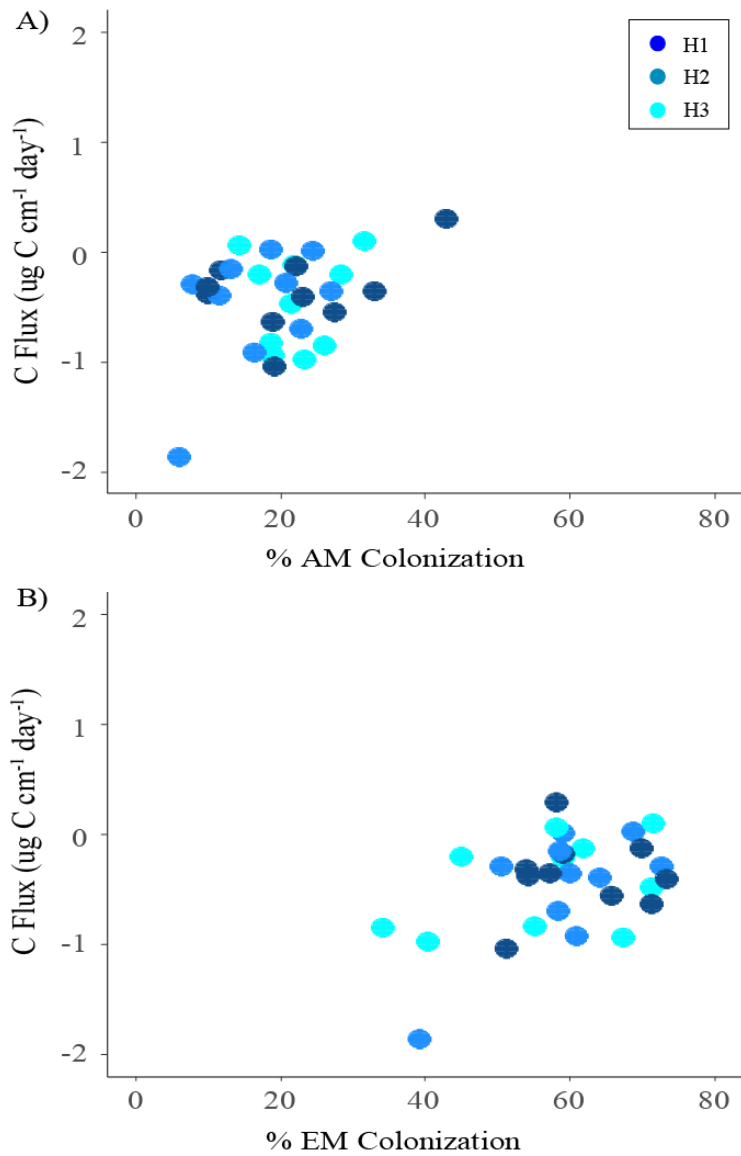 A)
2
1
0
-1
-2
C Flux (ug C cm-1 day-1)
H1
H2
H3
0 20 40 60 80
% AM Colonization
B)
2
1
0
-1
-2
C Flux (ug C cm-1 day-1)
0 20 40 60 80
% EM Colonization